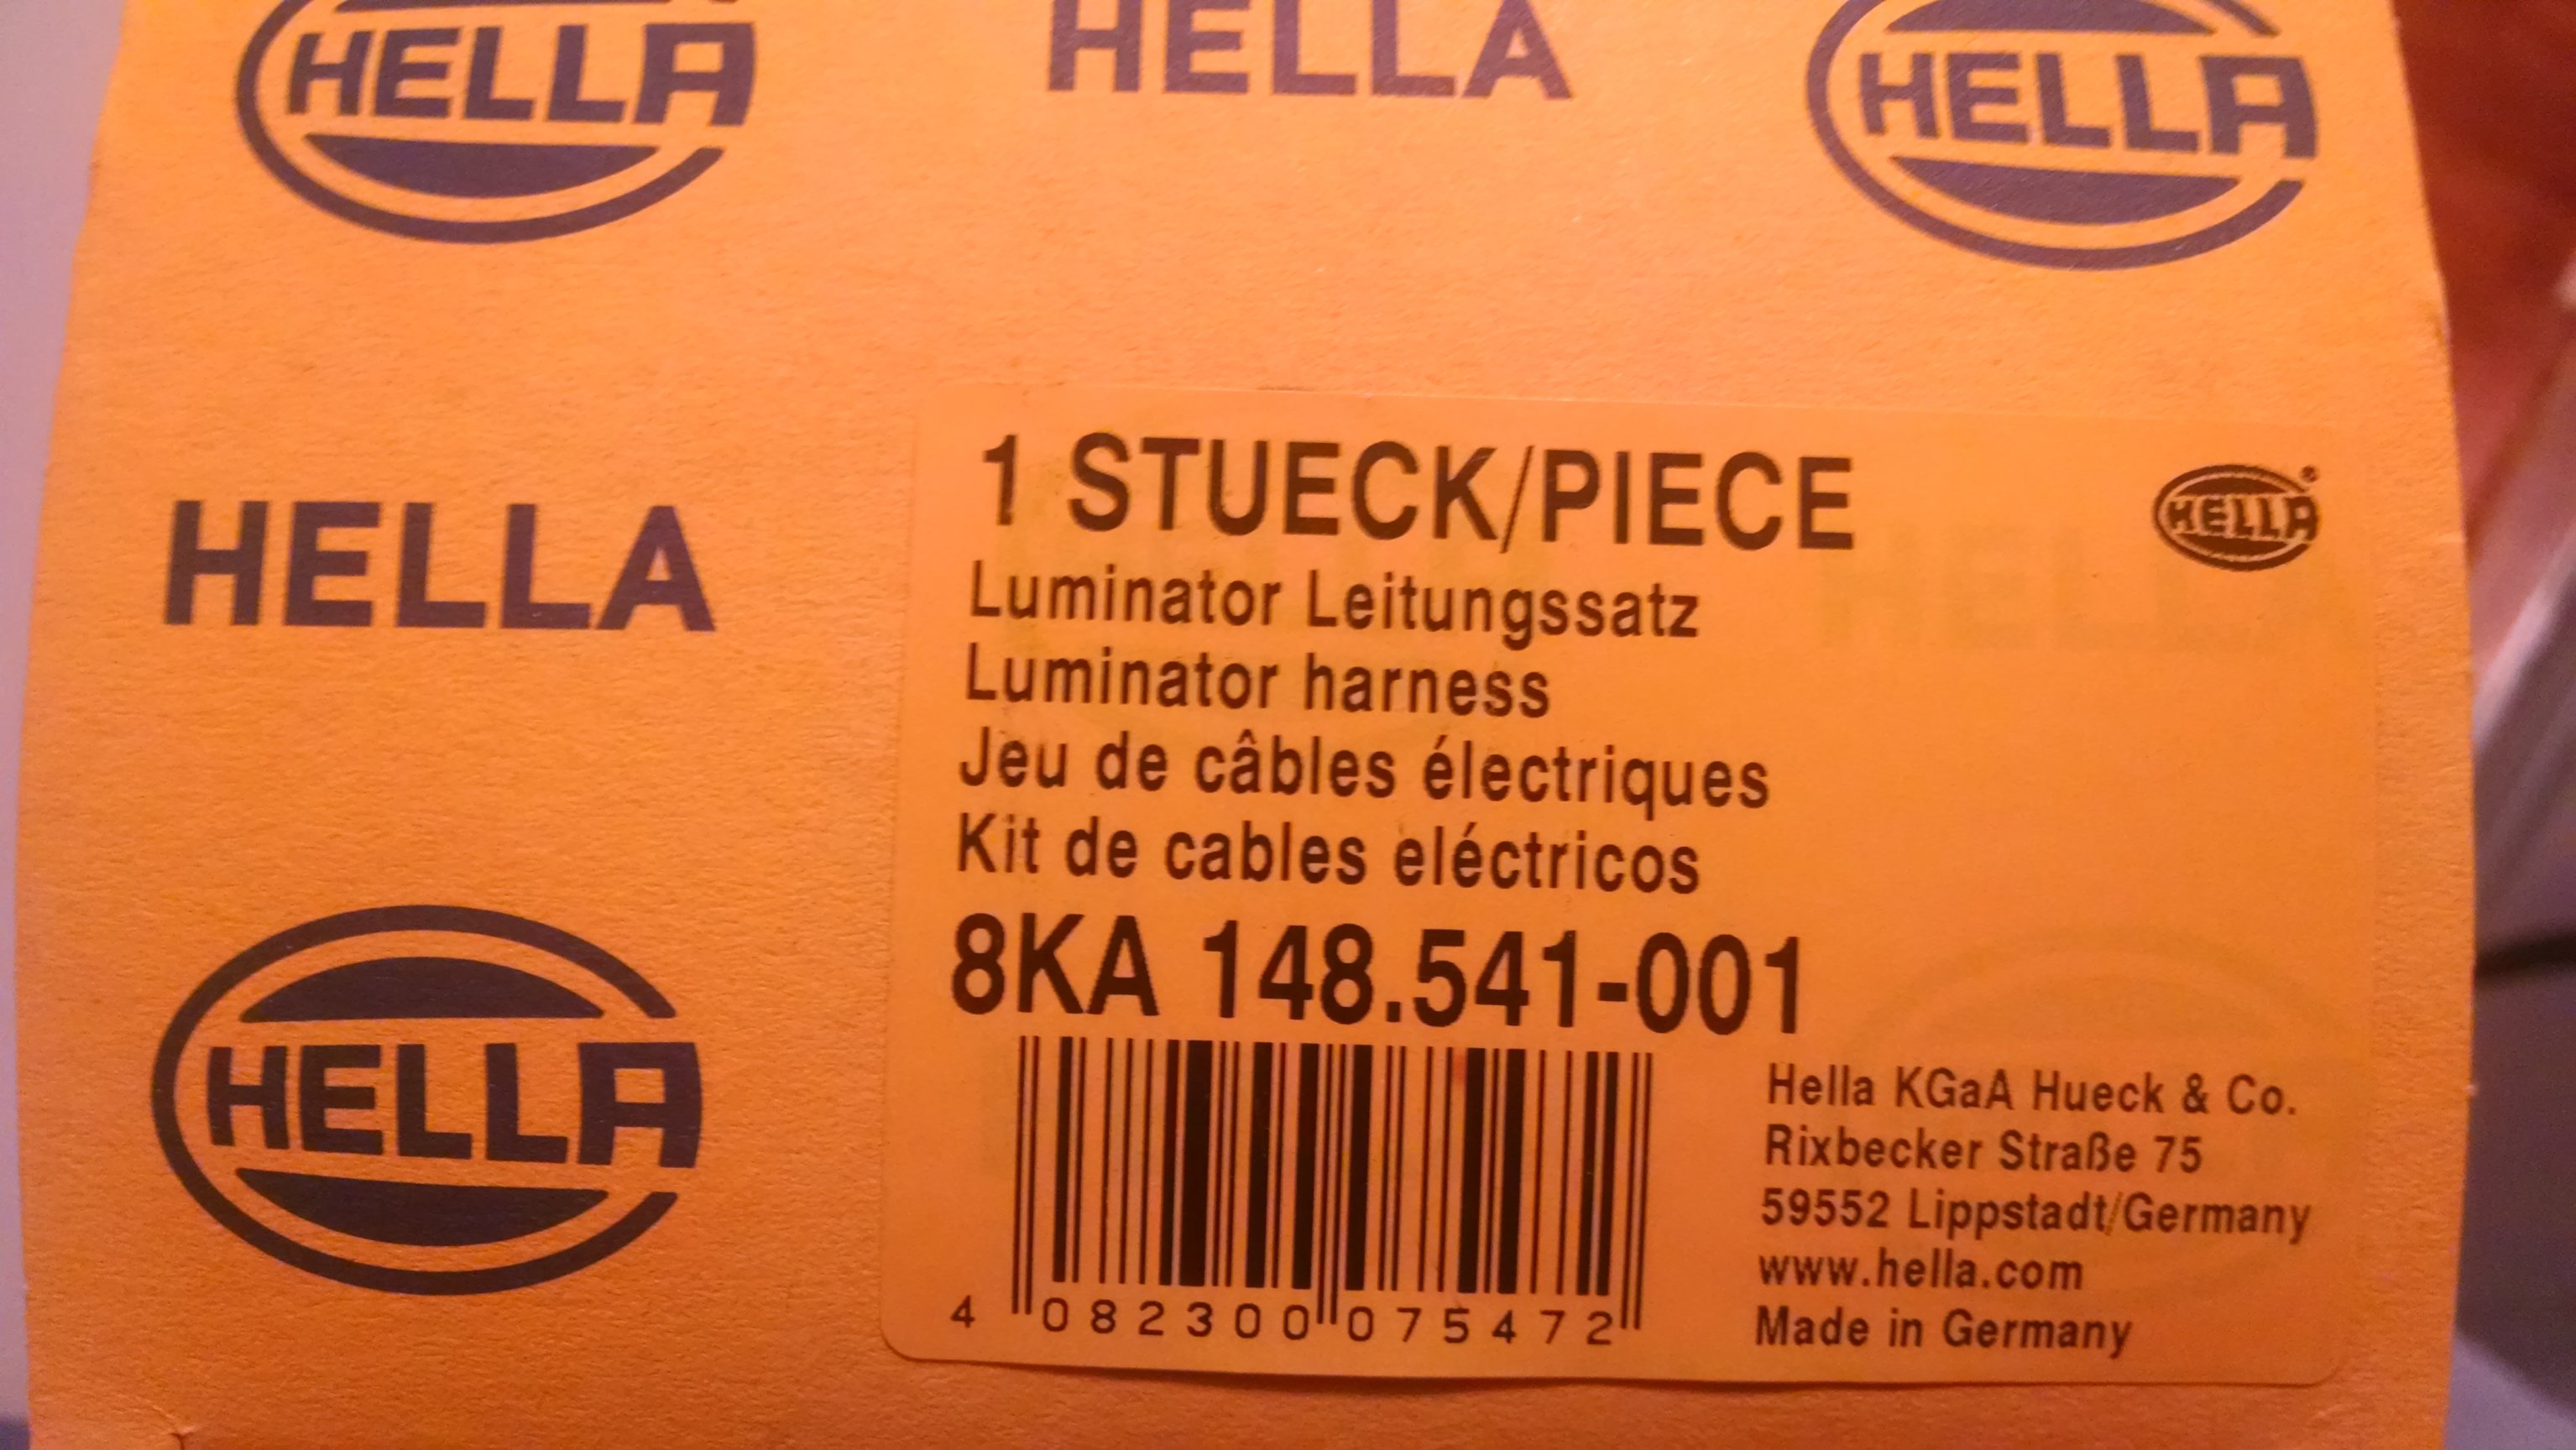 HELLA
HELLA
HELLA
HELLA
HELLA
1 STUECK/PIECE
HELLA®
Luminator Leitungssatz
Luminator harness
Jeu de câbles électriques
Kit de cables eléctricos
8KA 148.541-001
Hella KGaA Hueck & Co.
Rixbecker Straße 75
59552 Lippstadt/Germany
www.hella.com
Made in Germany
4 082300 075472